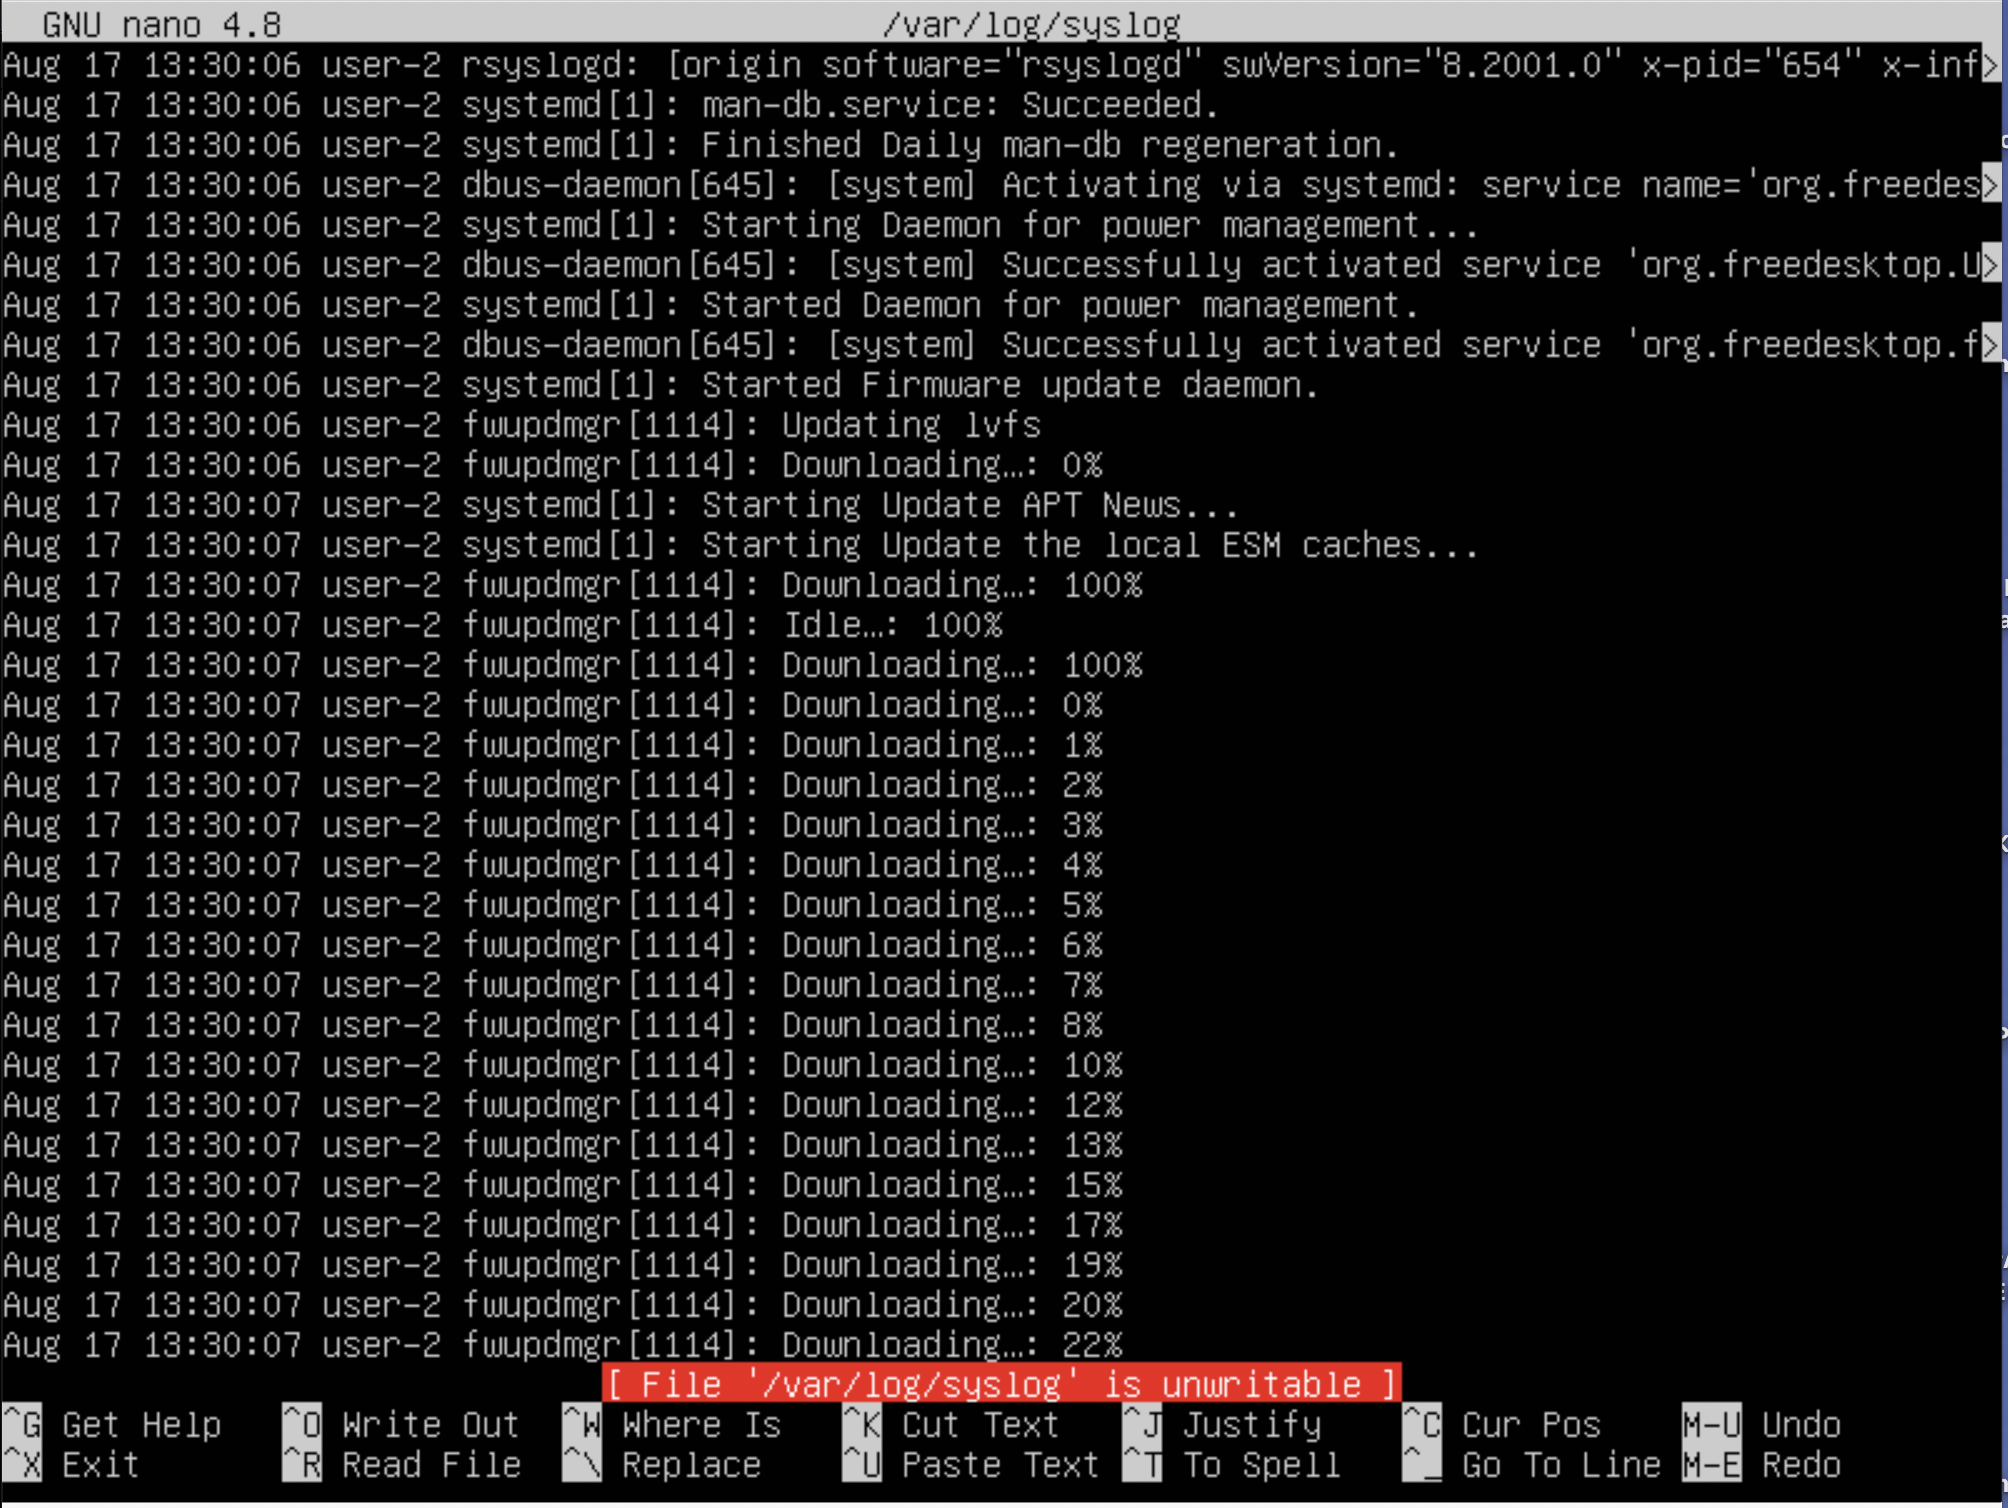 GNU nano 4.8 /var/log/syslog
Aug 17 13:30:06 user-2 rsyslogd: [origin software="rsyslogd" swVersion="8.2001.0" x-pid="654" x-inf>
Aug 17 13:30:06 user-2 systemd[1]: man-db.service: Succeeded.
Aug 17 13:30:06 user-2 systemd[1]: Finished Daily man-db regeneration.
Aug 17 13:30:06 user-2 dbus-daemon[645]: [system] Activating via systemd: service name='org.freedes>
Aug 17 13:30:06 user-2 systemd[1]: Starting Daemon for power management...
Aug 17 13:30:06 user-2 dbus-daemon[645]: [system] Successfully activated service 'org.freedesktop.U>
Aug 17 13:30:06 user-2 systemd[1]: Started Daemon for power management.
Aug 17 13:30:06 user-2 dbus-daemon[645]: [system] Successfully activated service 'org.freedesktop.f>
Aug 17 13:30:06 user-2 systemd[1]: Started Firmware update daemon.
Aug 17 13:30:06 user-2 fwupdmgr[1114]: Updating lvfs
Aug 17 13:30:06 user-2 fwupdmgr[1114]: Downloading…: 0%
Aug 17 13:30:07 user-2 systemd[1]: Starting Update APT News...
Aug 17 13:30:07 user-2 systemd[1]: Starting Update the local ESM caches...
Aug 17 13:30:07 user-2 fwupdmgr[1114]: Downloading…: 100%
Aug 17 13:30:07 user-2 fwupdmgr[1114]: Idle…: 100%
Aug 17 13:30:07 user-2 fwupdmgr[1114]: Downloading…: 100%
Aug 17 13:30:07 user-2 fwupdmgr[1114]: Downloading…: 0%
Aug 17 13:30:07 user-2 fwupdmgr[1114]: Downloading…: 1%
Aug 17 13:30:07 user-2 fwupdmgr[1114]: Downloading…: 2%
Aug 17 13:30:07 user-2 fwupdmgr[1114]: Downloading…: 3%
Aug 17 13:30:07 user-2 fwupdmgr[1114]: Downloading…: 4%
Aug 17 13:30:07 user-2 fwupdmgr[1114]: Downloading…: 5%
Aug 17 13:30:07 user-2 fwupdmgr[1114]: Downloading…: 6%
Aug 17 13:30:07 user-2 fwupdmgr[1114]: Downloading…: 7%
Aug 17 13:30:07 user-2 fwupdmgr[1114]: Downloading…: 8%
Aug 17 13:30:07 user-2 fwupdmgr[1114]: Downloading…: 10%
Aug 17 13:30:07 user-2 fwupdmgr[1114]: Downloading…: 12%
Aug 17 13:30:07 user-2 fwupdmgr[1114]: Downloading…: 13%
Aug 17 13:30:07 user-2 fwupdmgr[1114]: Downloading…: 15%
Aug 17 13:30:07 user-2 fwupdmgr[1114]: Downloading…: 17%
Aug 17 13:30:07 user-2 fwupdmgr[1114]: Downloading…: 19%
Aug 17 13:30:07 user-2 fwupdmgr[1114]: Downloading…: 20%
Aug 17 13:30:07 user-2 fwupdmgr[1114]: Downloading…: 22%
[ File '/var/log/syslog' is unwritable ]
^G Get Help ^O Write Out ^W Where Is ^K Cut Text ^J Justify ^C Cur Pos M-U Undo
^X Exit ^R Read File ^\ Replace ^U Paste Text ^T To Spell ^_ Go To Line M-E Redo